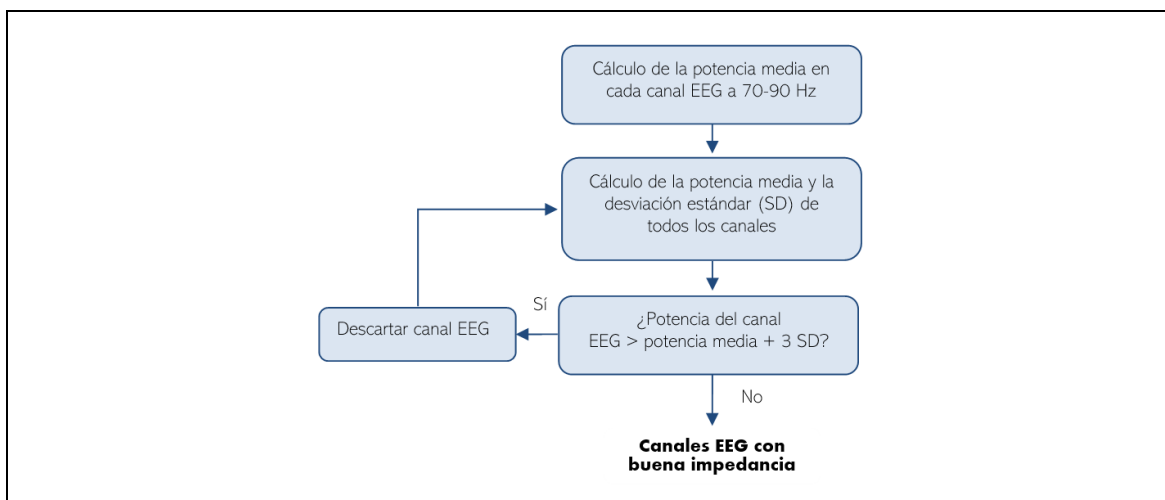 Cálculo de la potencia media en
cada canal EEG a 70-90 Hz
Cálculo de la potencia media y la
desviación estándar (SD) de
todos los canales
Sí
Descartar canal EEG
¿Potencia del canal
EEG > potencia media + 3 SD?
No
Canales EEG con
buena impedancia